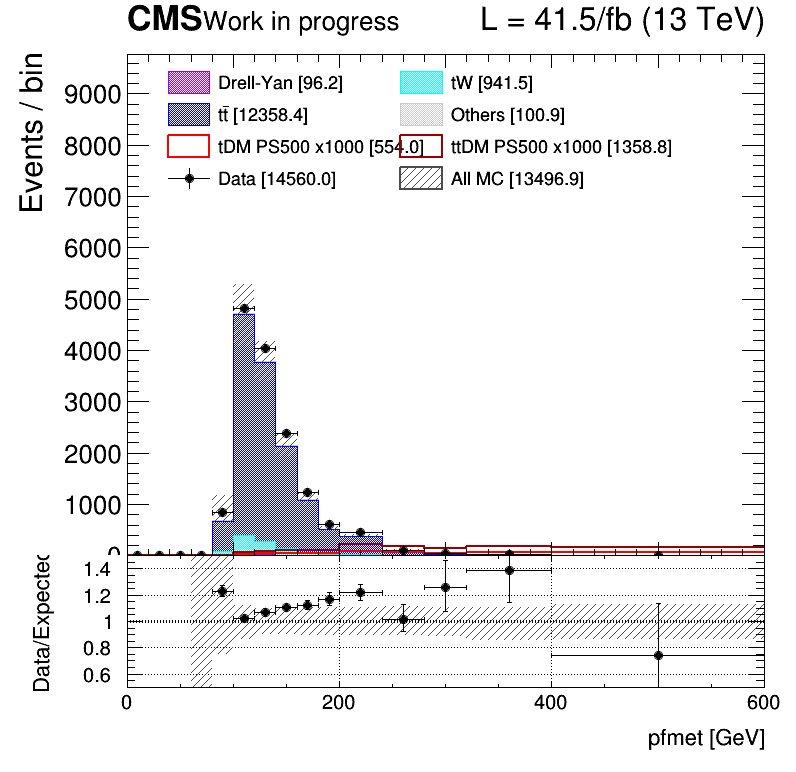 CMS Work in progress L = 41.5/fb (13 TeV)
Events / bin
Drell-Yan [96.2] tW [941.5]
tt̄ [12358.4] Others [100.9]
tDM PS500 x1000 [554.0] ttDM PS500 x1000 [1358.8]
Data [14560.0] All MC [13496.9]
9000
8000
7000
6000
5000
4000
3000
2000
1000
0
Data/Expected
1.4
1.2
1
0.8
0.6
0 200 400 600
pfmet [GeV]